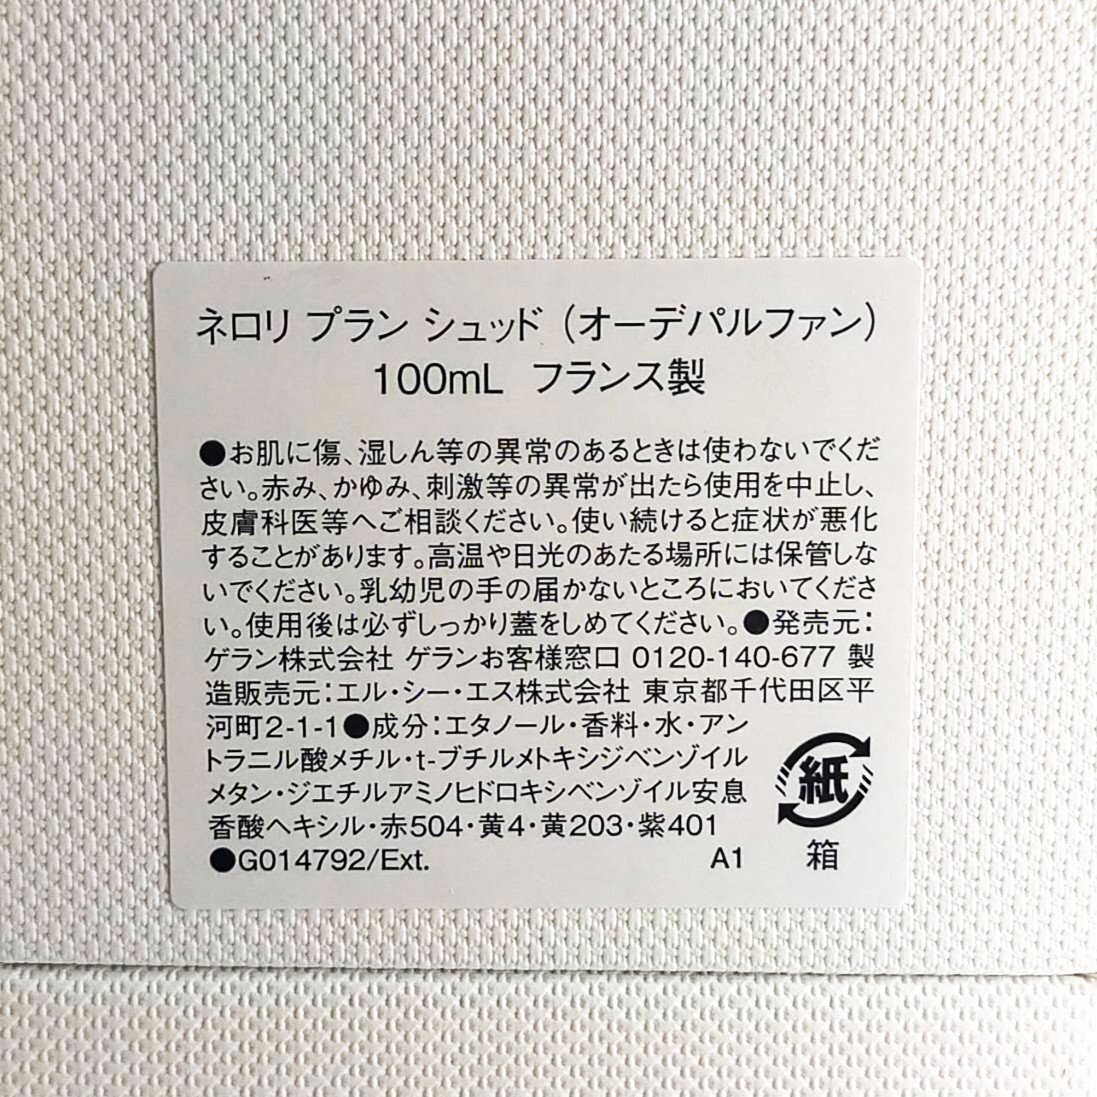 ネロリ プラン シュッド（オーデパルファン）
100mL フランス製
●お肌に傷、湿しん等の異常のあるときは使わないでくだ
さい。赤み、かゆみ、刺激等の異常が出たら使用を中止し、
皮膚科医等へご相談ください。使い続けると症状が悪化
することがあります。高温や日光のあたる場所には保管しな
いでください。乳幼児の手の届かないところにおいてくださ
い。使用後は必ずしっかり蓋をしめてください。●発売元：
ゲラン株式会社 ゲランお客様窓口 0120-140-677 製
造販売元：エル・シー・エス株式会社 東京都千代田区平
河町2-1-1●成分：エタノール・香料・水・アン
トラニル酸メチル・t-ブチルメトキシジベンゾイル
メタン・ジエチルアミノヒドロキシベンゾイル安息
香酸ヘキシル・赤504・黄4・黄203・紫401
●G014792/Ext. A1
紙
箱